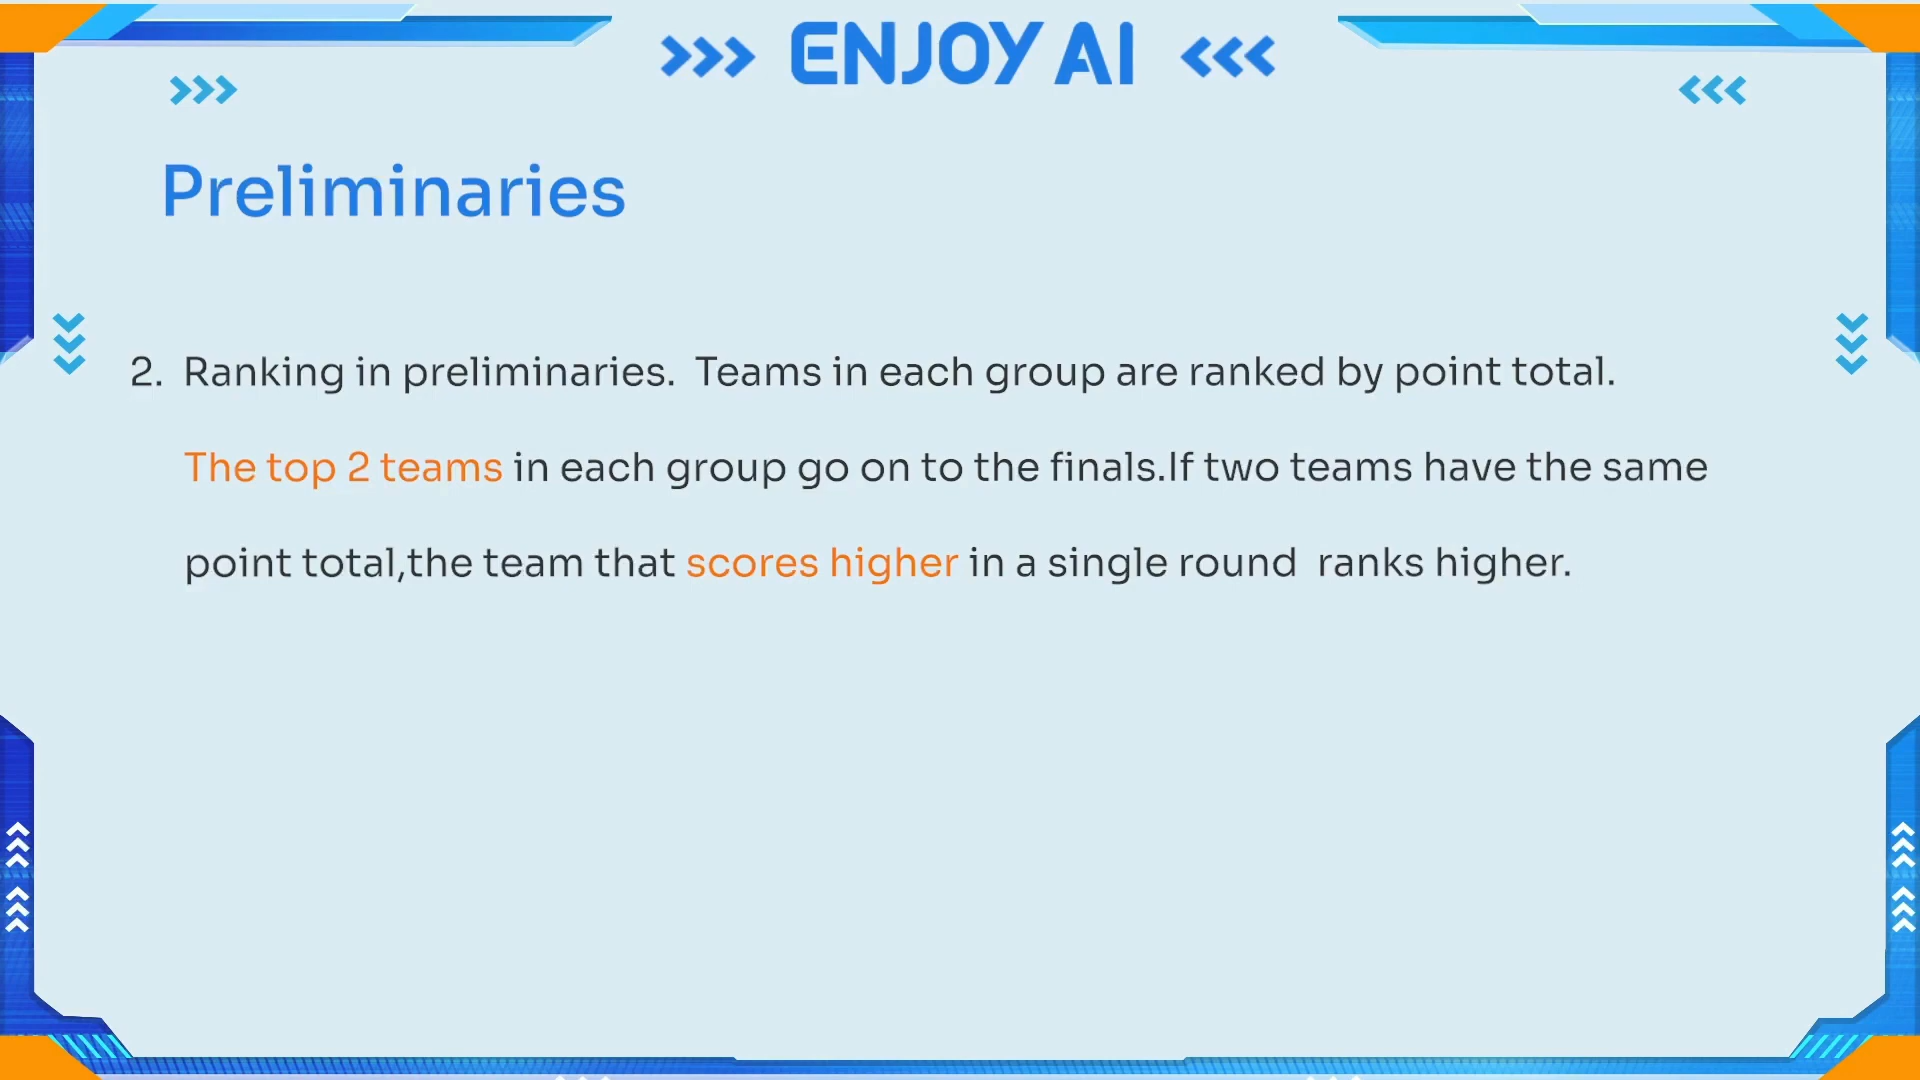 ENJOY AI
Preliminaries
2. Ranking in preliminaries. Teams in each group are ranked by point total.
The top 2 teams in each group go on to the finals.If two teams have the same
point total,the team that scores higher in a single round ranks higher.